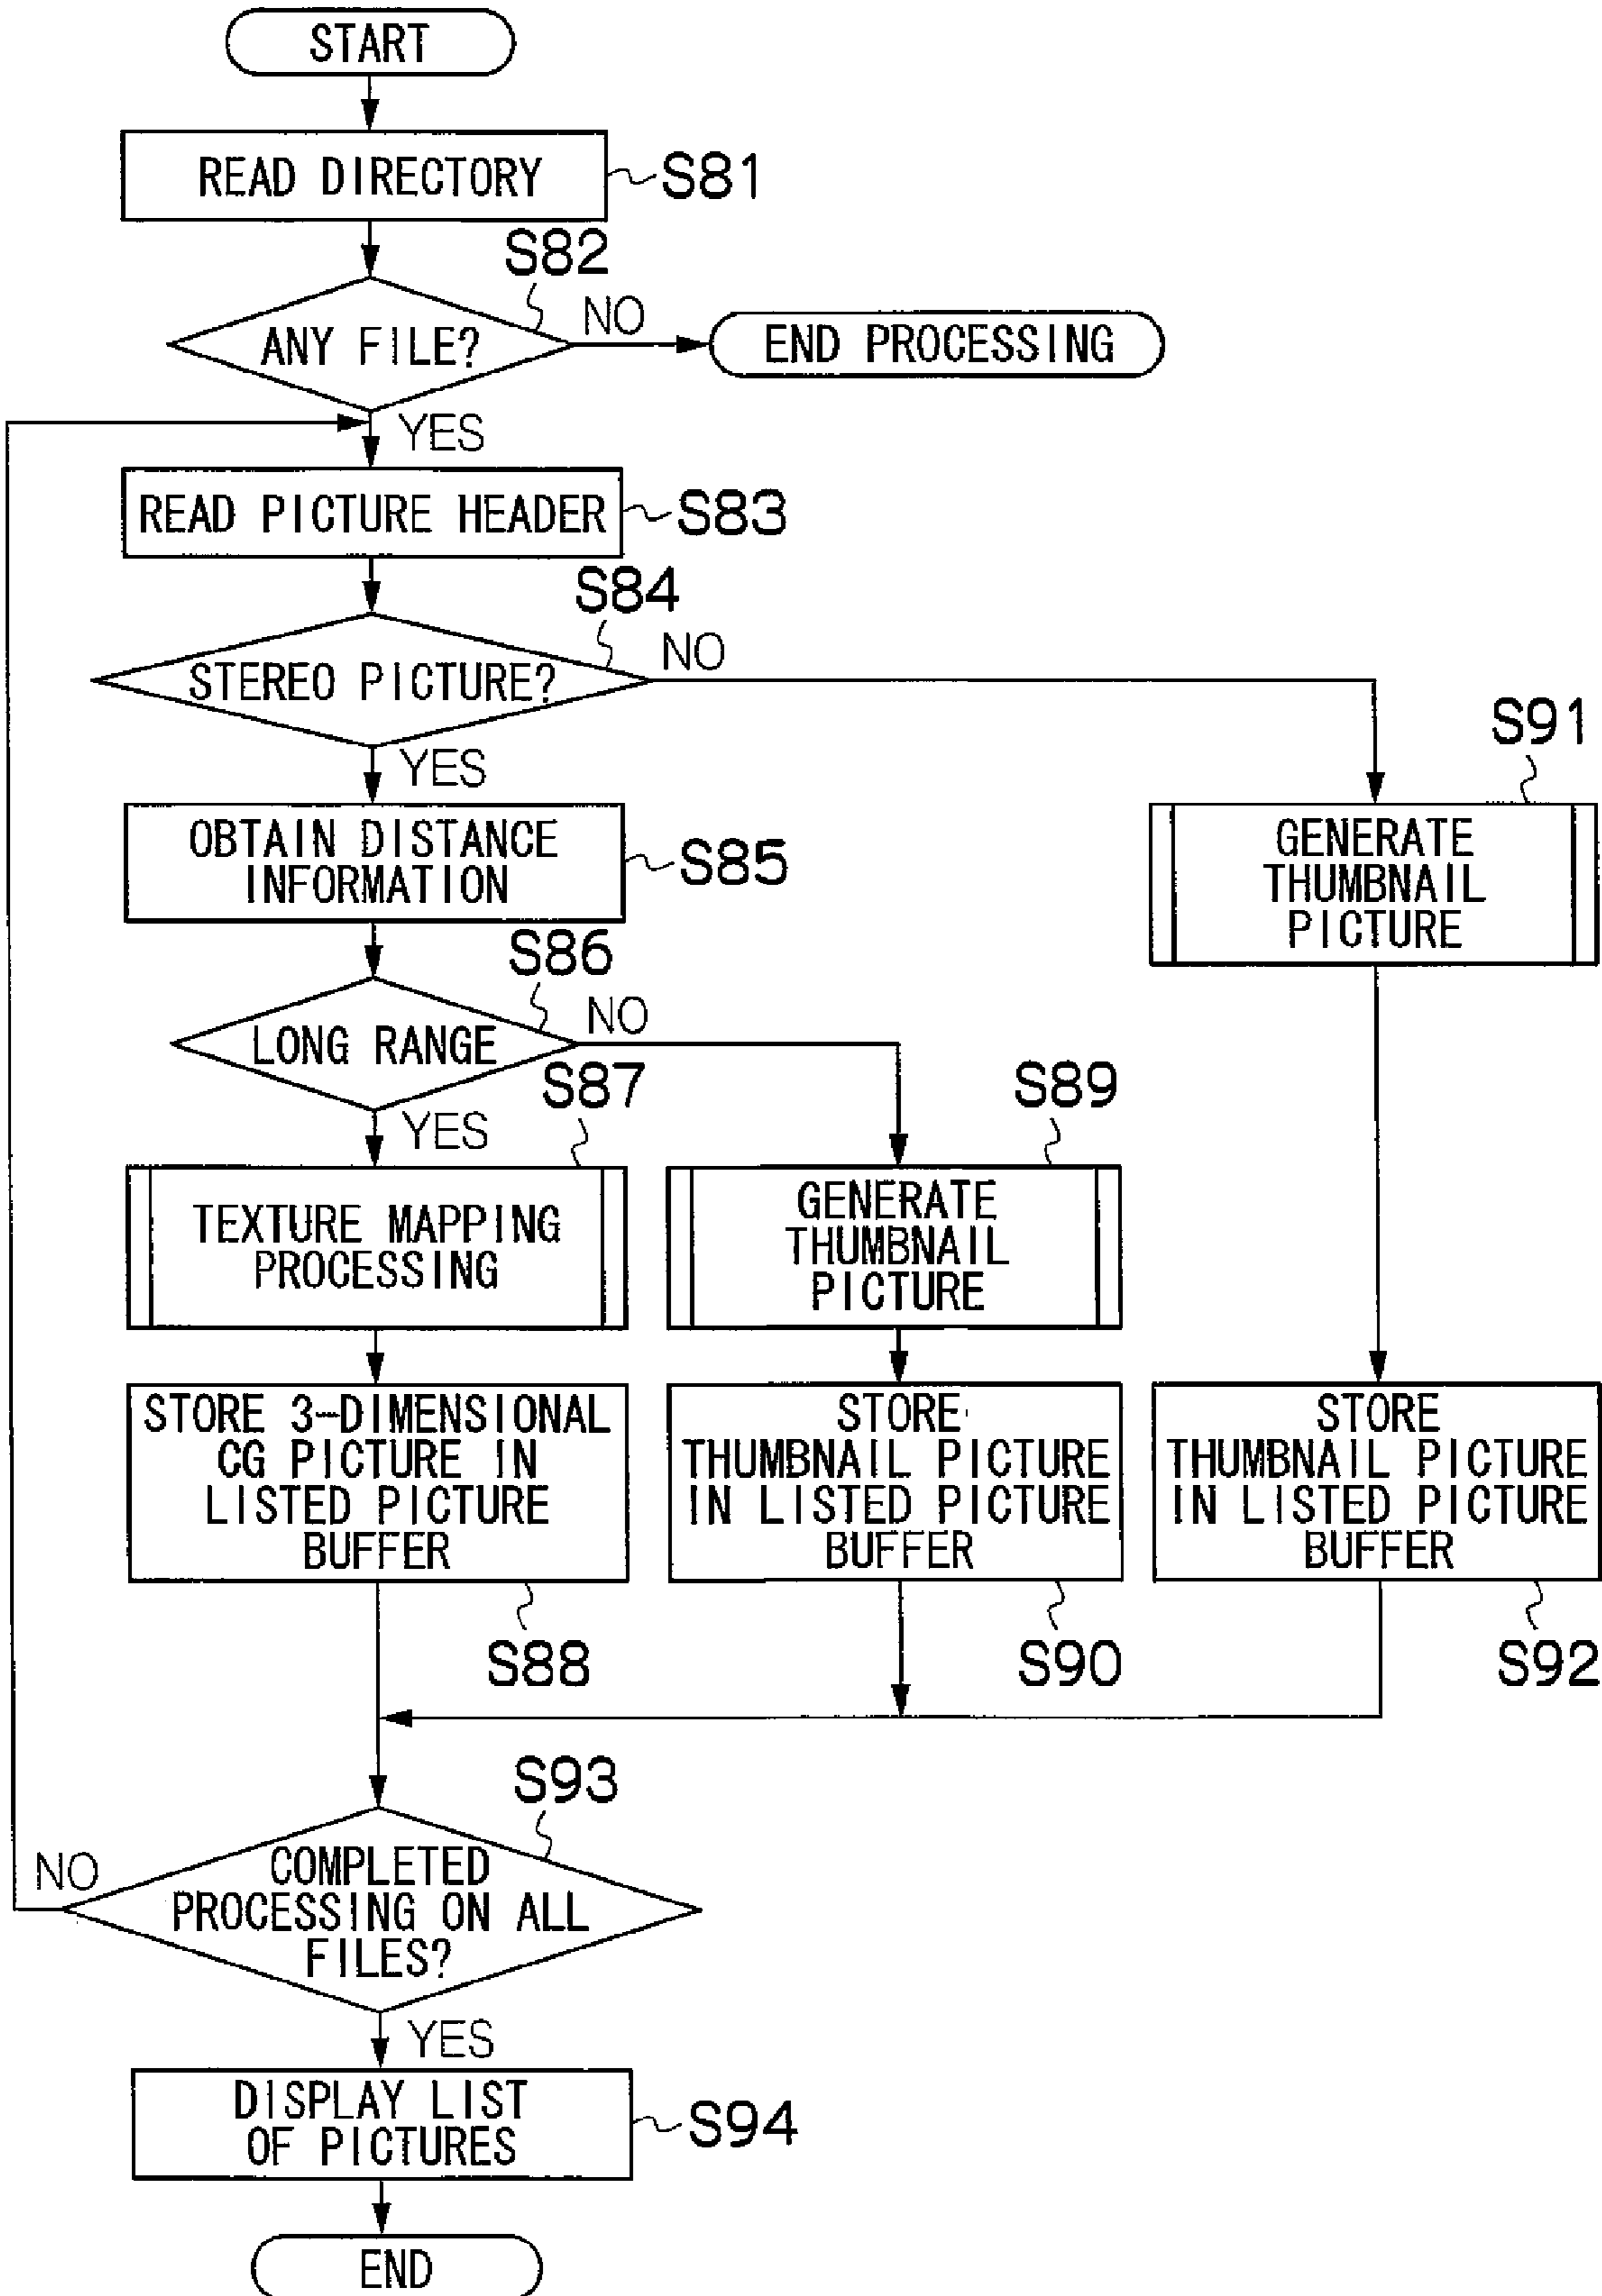 START
READ DIRECTORY
S81
S82
ANY FILE?
NO
END PROCESSING
YES
READ PICTURE HEADER
S83
S84
STEREO PICTURE?
NO
YES
S91
OBTAIN DISTANCE
INFORMATION
S85
GENERATE
THUMBNAIL
PICTURE
S86
LONG RANGE
NO
YES
S87
S89
TEXTURE MAPPING
PROCESSING
GENERATE
THUMBNAIL
PICTURE
STORE 3-DIMENSIONAL
CG PICTURE IN
LISTED PICTURE
BUFFER
STORE
THUMBNAIL PICTURE
IN LISTED PICTURE
BUFFER
STORE
THUMBNAIL PICTURE
IN LISTED PICTURE
BUFFER
S88
S90
S92
S93
COMPLETED
PROCESSING ON ALL
FILES?
NO
YES
DISPLAY LIST
OF PICTURES
S94
END